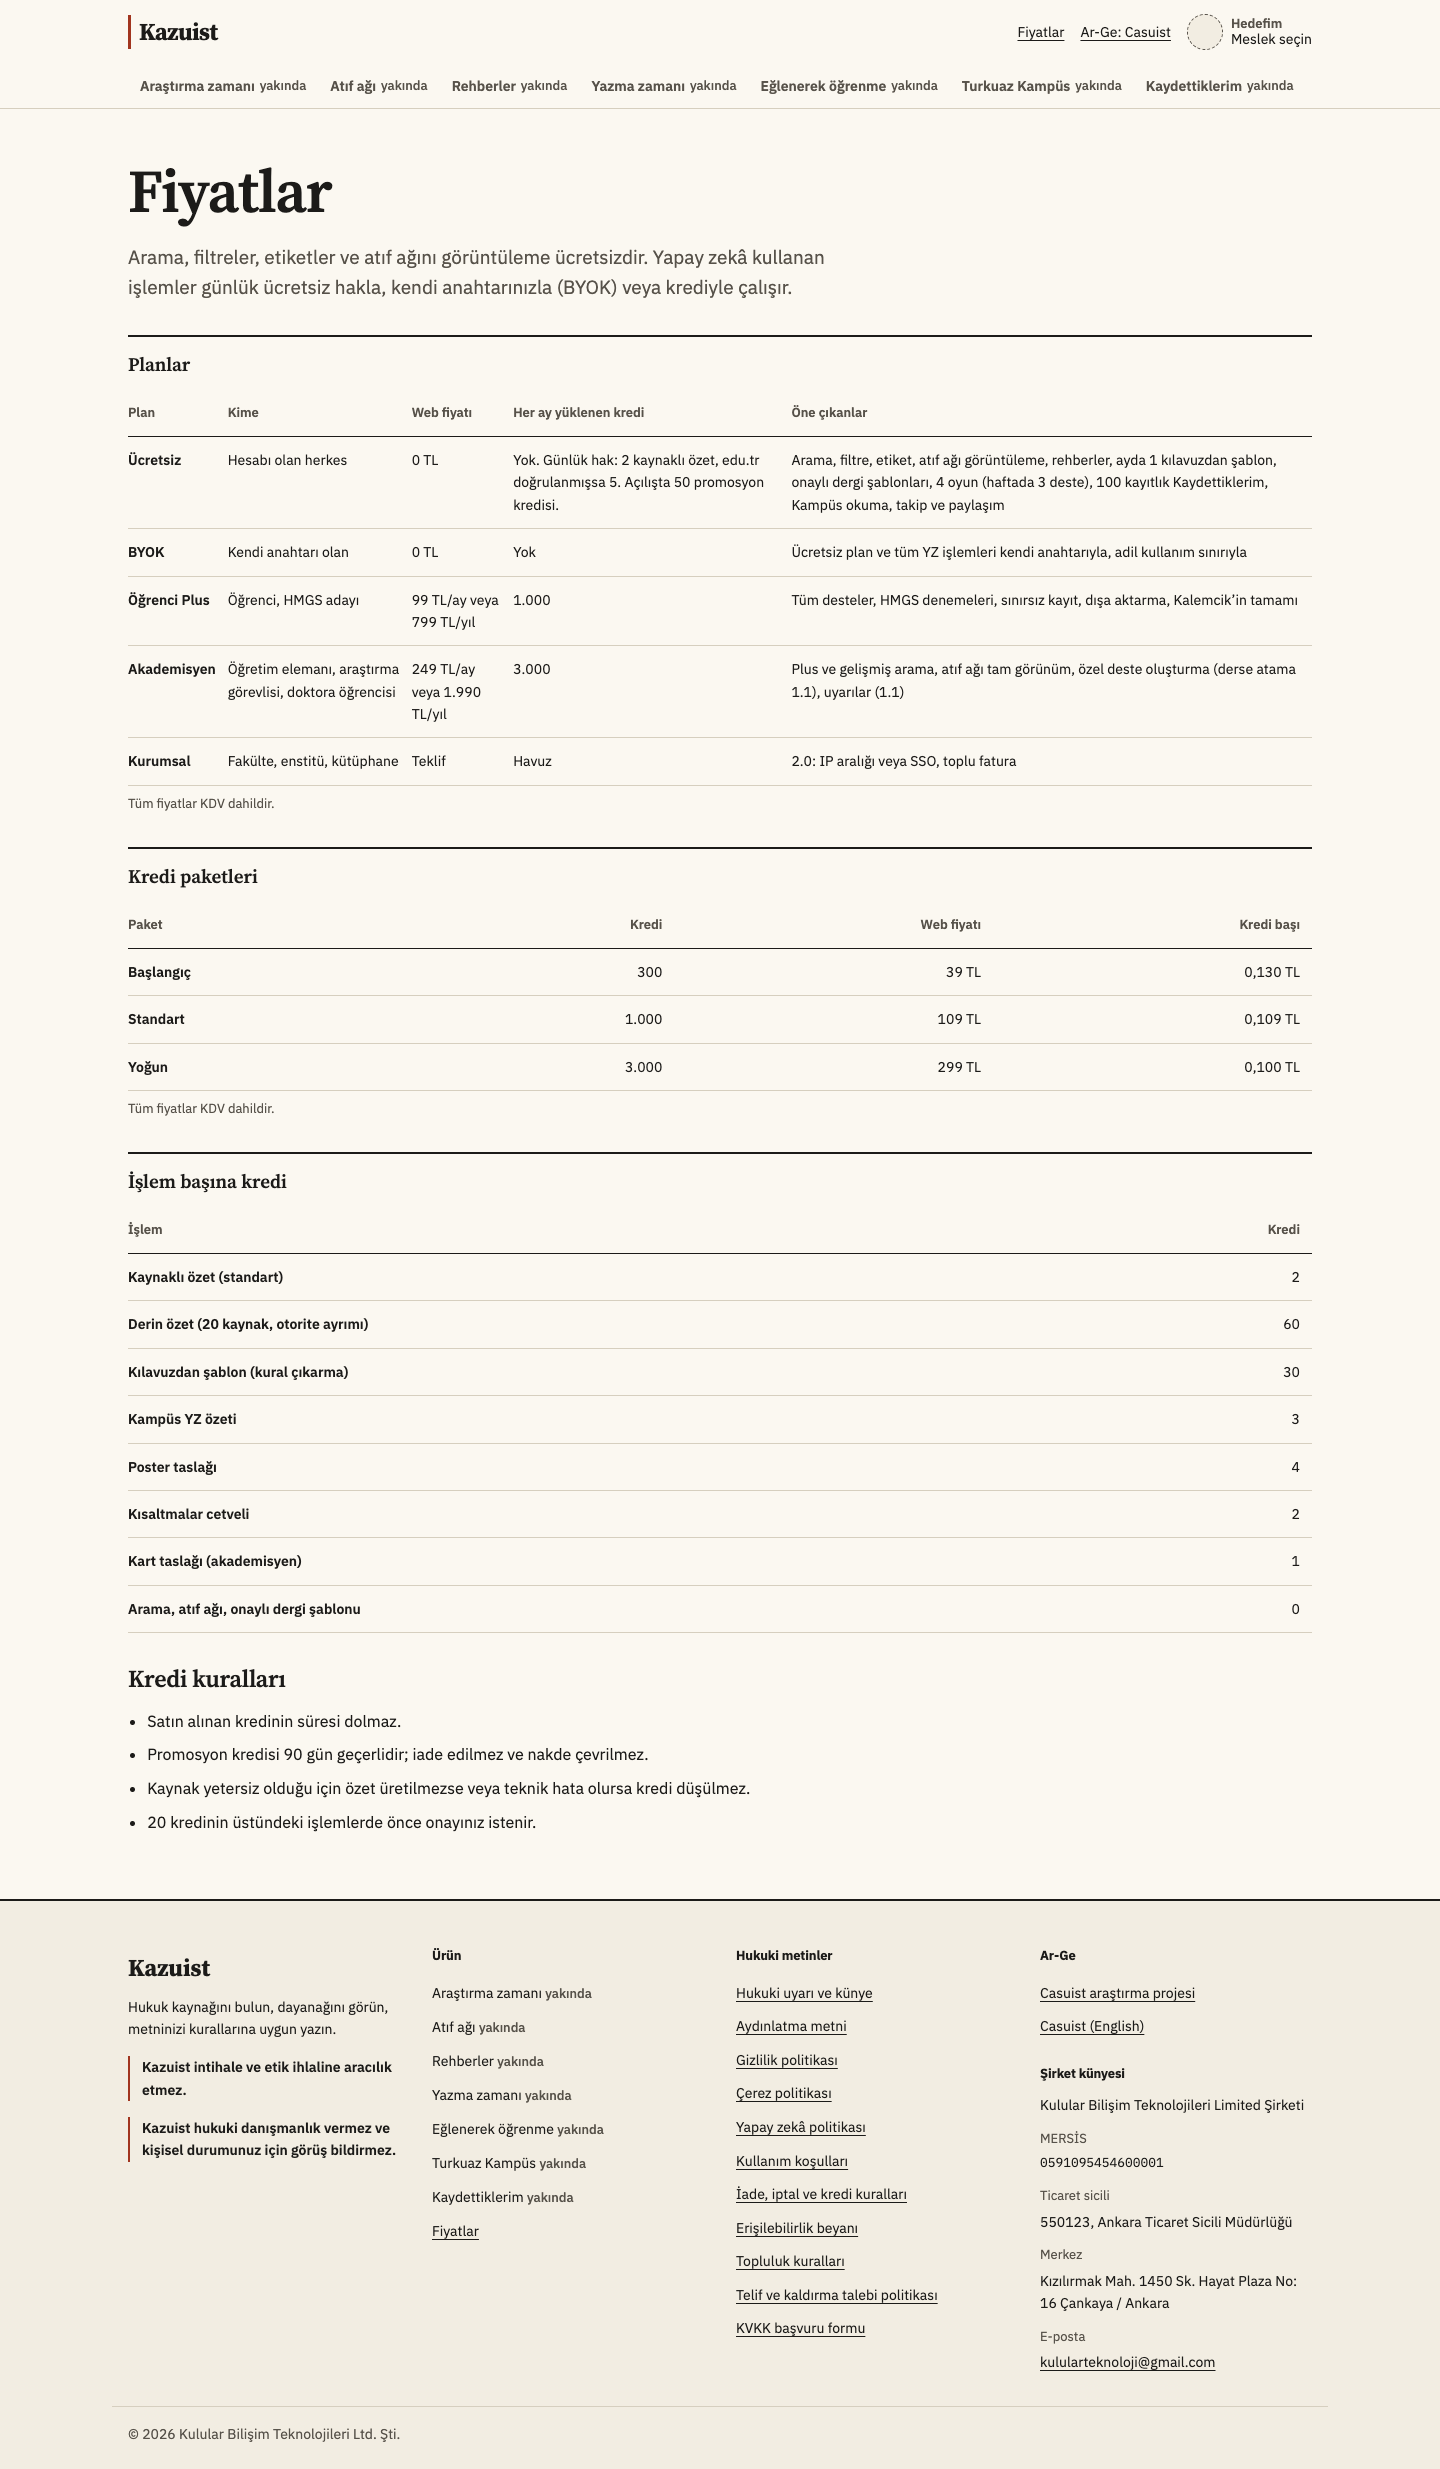 Kazuist
Fiyatlar
Ar-Ge: Casuist
Hedefim
Meslek seçin
Araştırma zamanı yakında
Atıf ağı yakında
Rehberler yakında
Yazma zamanı yakında
Eğlenerek öğrenme yakında
Turkuaz Kampüs yakında
Kaydettiklerim yakında
Fiyatlar
Arama, filtreler, etiketler ve atıf ağını görüntüleme ücretsizdir. Yapay zekâ kullanan
işlemler günlük ücretsiz hakla, kendi anahtarınızla (BYOK) veya krediyle çalışır.
Planlar
Plan Kime Web fiyatı Her ay yüklenen kredi Öne çıkanlar
Ücretsiz Hesabı olan herkes 0 TL Yok. Günlük hak: 2 kaynaklı özet, edu.tr Arama, filtre, etiket, atıf ağı görüntüleme, rehberler, ayda 1 kılavuzdan şablon,
doğrulanmışsa 5. Açılışta 50 promosyon onaylı dergi şablonları, 4 oyun (haftada 3 deste), 100 kayıtlık Kaydettiklerim,
kredisi. Kampüs okuma, takip ve paylaşım
BYOK Kendi anahtarı olan 0 TL Yok Ücretsiz plan ve tüm YZ işlemleri kendi anahtarıyla, adil kullanım sınırıyla
Öğrenci Plus Öğrenci, HMGS adayı 99 TL/ay veya 1.000 Tüm desteler, HMGS denemeleri, sınırsız kayıt, dışa aktarma, Kalemcik’in tamamı
799 TL/yıl
Akademisyen Öğretim elemanı, araştırma 249 TL/ay 3.000 Plus ve gelişmiş arama, atıf ağı tam görünüm, özel deste oluşturma (derse atama
görevlisi, doktora öğrencisi veya 1.990 1.1), uyarılar (1.1)
TL/yıl
Kurumsal Fakülte, enstitü, kütüphane Teklif Havuz 2.0: IP aralığı veya SSO, toplu fatura
Tüm fiyatlar KDV dahildir.
Kredi paketleri
Paket Kredi Web fiyatı Kredi başı
Başlangıç 300 39 TL 0,130 TL
Standart 1.000 109 TL 0,109 TL
Yoğun 3.000 299 TL 0,100 TL
Tüm fiyatlar KDV dahildir.
İşlem başına kredi
İşlem Kredi
Kaynaklı özet (standart) 2
Derin özet (20 kaynak, otorite ayrımı) 60
Kılavuzdan şablon (kural çıkarma) 30
Kampüs YZ özeti 3
Poster taslağı 4
Kısaltmalar cetveli 2
Kart taslağı (akademisyen) 1
Arama, atıf ağı, onaylı dergi şablonu 0
Kredi kuralları
• Satın alınan kredinin süresi dolmaz.
• Promosyon kredisi 90 gün geçerlidir; iade edilmez ve nakde çevrilmez.
• Kaynak yetersiz olduğu için özet üretilmezse veya teknik hata olursa kredi düşülmez.
• 20 kredinin üstündeki işlemlerde önce onayınız istenir.
Kazuist
Hukuk kaynağını bulun, dayanağını görün,
metninizi kurallarına uygun yazın.
Kazuist intihale ve etik ihlaline aracılık
etmez.
Kazuist hukuki danışmanlık vermez ve
kişisel durumunuz için görüş bildirmez.
Ürün
Araştırma zamanı yakında
Atıf ağı yakında
Rehberler yakında
Yazma zamanı yakında
Eğlenerek öğrenme yakında
Turkuaz Kampüs yakında
Kaydettiklerim yakında
Fiyatlar
Hukuki metinler
Hukuki uyarı ve künye
Aydınlatma metni
Gizlilik politikası
Çerez politikası
Yapay zekâ politikası
Kullanım koşulları
İade, iptal ve kredi kuralları
Erişilebilirlik beyanı
Topluluk kuralları
Telif ve kaldırma talebi politikası
KVKK başvuru formu
Ar-Ge
Casuist araştırma projesi
Casuist (English)
Şirket künyesi
Kulular Bilişim Teknolojileri Limited Şirketi
MERSİS
0591095454600001
Ticaret sicili
550123, Ankara Ticaret Sicili Müdürlüğü
Merkez
Kızılırmak Mah. 1450 Sk. Hayat Plaza No:
16 Çankaya / Ankara
E-posta
kulularteknoloji@gmail.com
© 2026 Kulular Bilişim Teknolojileri Ltd. Şti.